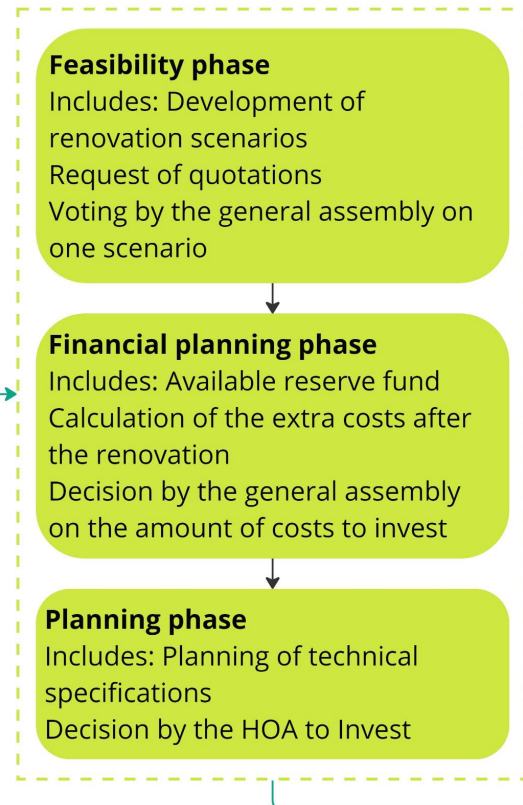 Feasibility phase
Includes: Development of
renovation scenarios
Request of quotations
Voting by the general assembly on
one scenario
Financial planning phase
Includes: Available reserve fund
Calculation of the extra costs after
the renovation
Decision by the general assembly
on the amount of costs to invest
Planning phase
Includes: Planning of technical
specifications
Decision by the HOA to Invest